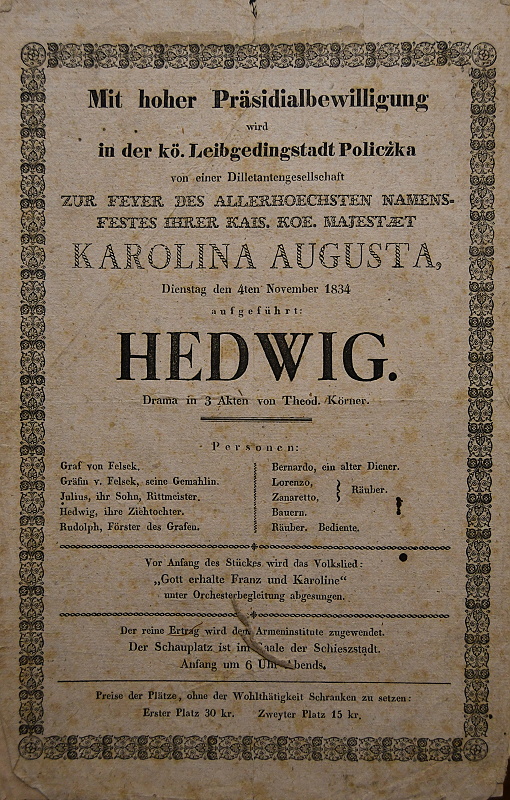 Mit hoher Präsidialbewilligung
wird
in der kö. Leibgedingstadt Policžka
von einer Dilletantengesellschaft
ZUR FEYER DES ALLERHOECHSTEN NAMENS-
FESTES IHRER KAIS. KOE. MAJESTÆT
KAROLINA AUGUSTA,
Dienstag den 4ten November 1834
aufgeführt:
HEDWIG.
Drama in 3 Akten von Theod. Körner.
Personen:
Graf von Felsek.
Gräfin v. Felsek, seine Gemahlin.
Julius, ihr Sohn, Rittmeister.
Hedwig, ihre Ziehtochter.
Rudolph, Förster des Grafen.
Bernardo, ein alter Diener.
Lorenzo,
Zanaretto, } Räuber.
Bauern.
Räuber. Bediente.
Vor Anfang des Stückes wird das Volkslied:
„Gott erhalte Franz und Karoline“
unter Orchesterbegleitung abgesungen.
Der reine Ertrag wird dem Armeninstitute zugewendet.
Der Schauplatz ist im Saale der Schieszstädt.
Anfang um 6 Uhr Abends.
Preise der Plätze, ohne der Wohlthätigkeit Schranken zu setzen:
Erster Platz 30 kr. Zweyter Platz 15 kr.